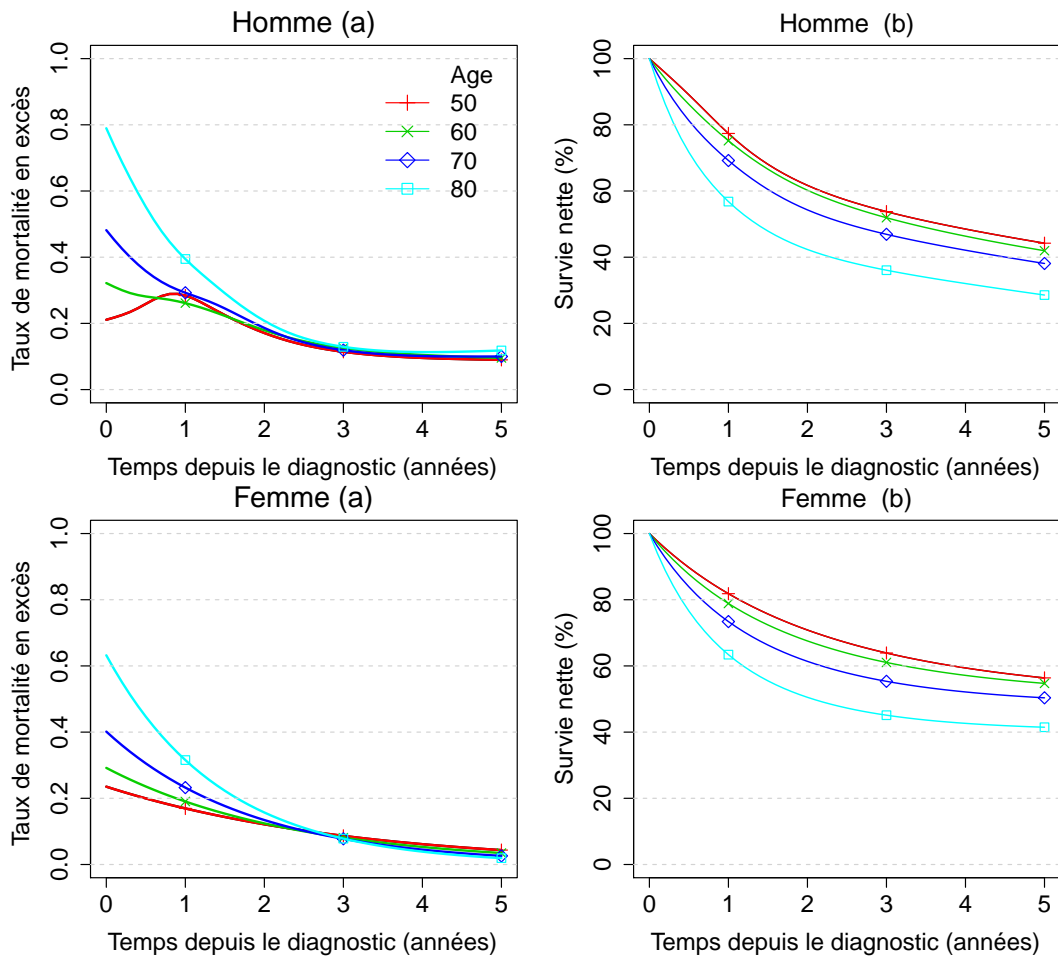 Homme (a)
Taux de mortalité en excès
1.0
0.8
0.6
0.4
0.2
0.0
Age
50
60
70
80
0 1 2 3 4 5
Temps depuis le diagnostic (années)
Homme (b)
Survie nette (%)
100
80
60
40
20
0
0 1 2 3 4 5
Temps depuis le diagnostic (années)
Femme (a)
Taux de mortalité en excès
1.0
0.8
0.6
0.4
0.2
0.0
0 1 2 3 4 5
Temps depuis le diagnostic (années)
Femme (b)
Survie nette (%)
100
80
60
40
20
0
0 1 2 3 4 5
Temps depuis le diagnostic (années)